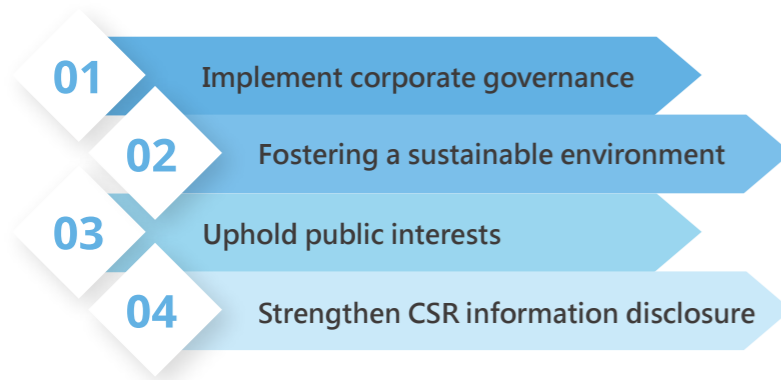 01 Implement corporate governance
02 Fostering a sustainable environment
03 Uphold public interests
04 Strengthen CSR information disclosure